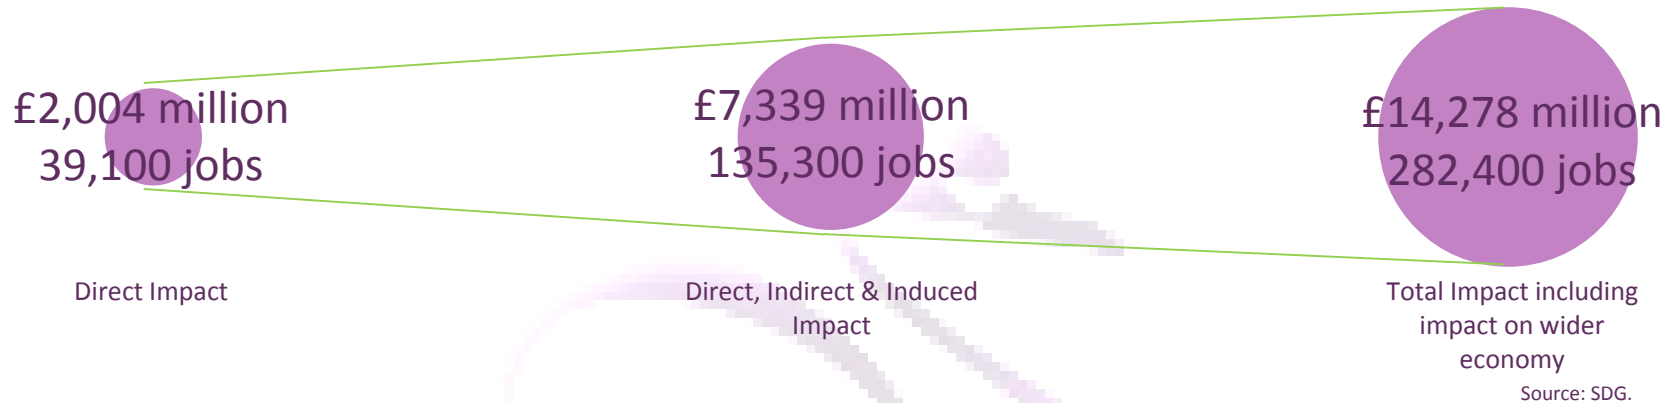 £2,004 million
39,100 jobs
Direct Impact
£7,339 million
135,300 jobs
Direct, Indirect & Induced
Impact
£14,278 million
282,400 jobs
Total Impact including
impact on wider
economy
Source: SDG.